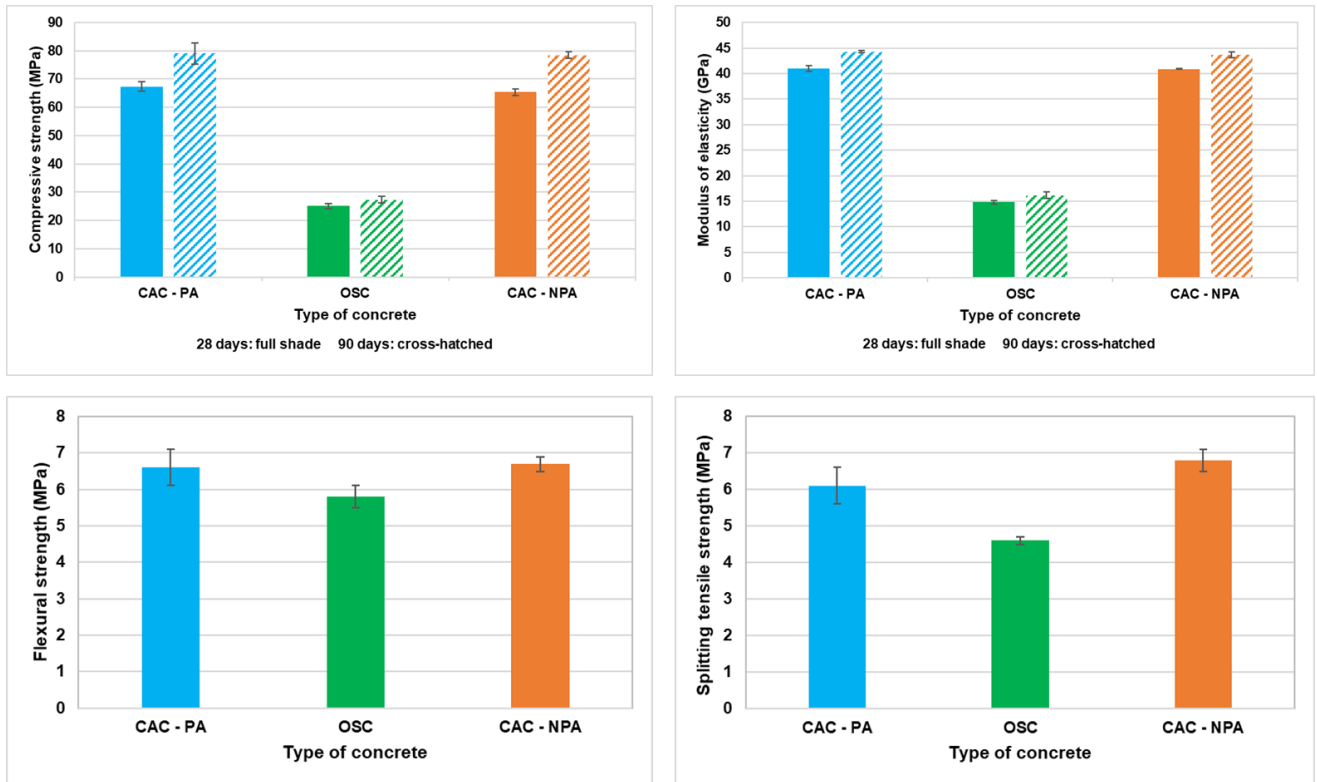 Compressive strength (MPa)
90
80
70
60
50
40
30
20
10
0
CAC - PA OSC CAC - NPA
Type of concrete
28 days: full shade 90 days: cross-hatched
Modulus of elasticity (GPa)
50
45
40
35
30
25
20
15
10
5
0
CAC - PA OSC CAC - NPA
Type of concrete
28 days: full shade 90 days: cross-hatched
Flexural strength (MPa)
8
7
6
5
4
3
2
1
0
CAC - PA OSC CAC - NPA
Type of concrete
Splitting tensile strength (MPa)
8
7
6
5
4
3
2
1
0
CAC - PA OSC CAC - NPA
Type of concrete